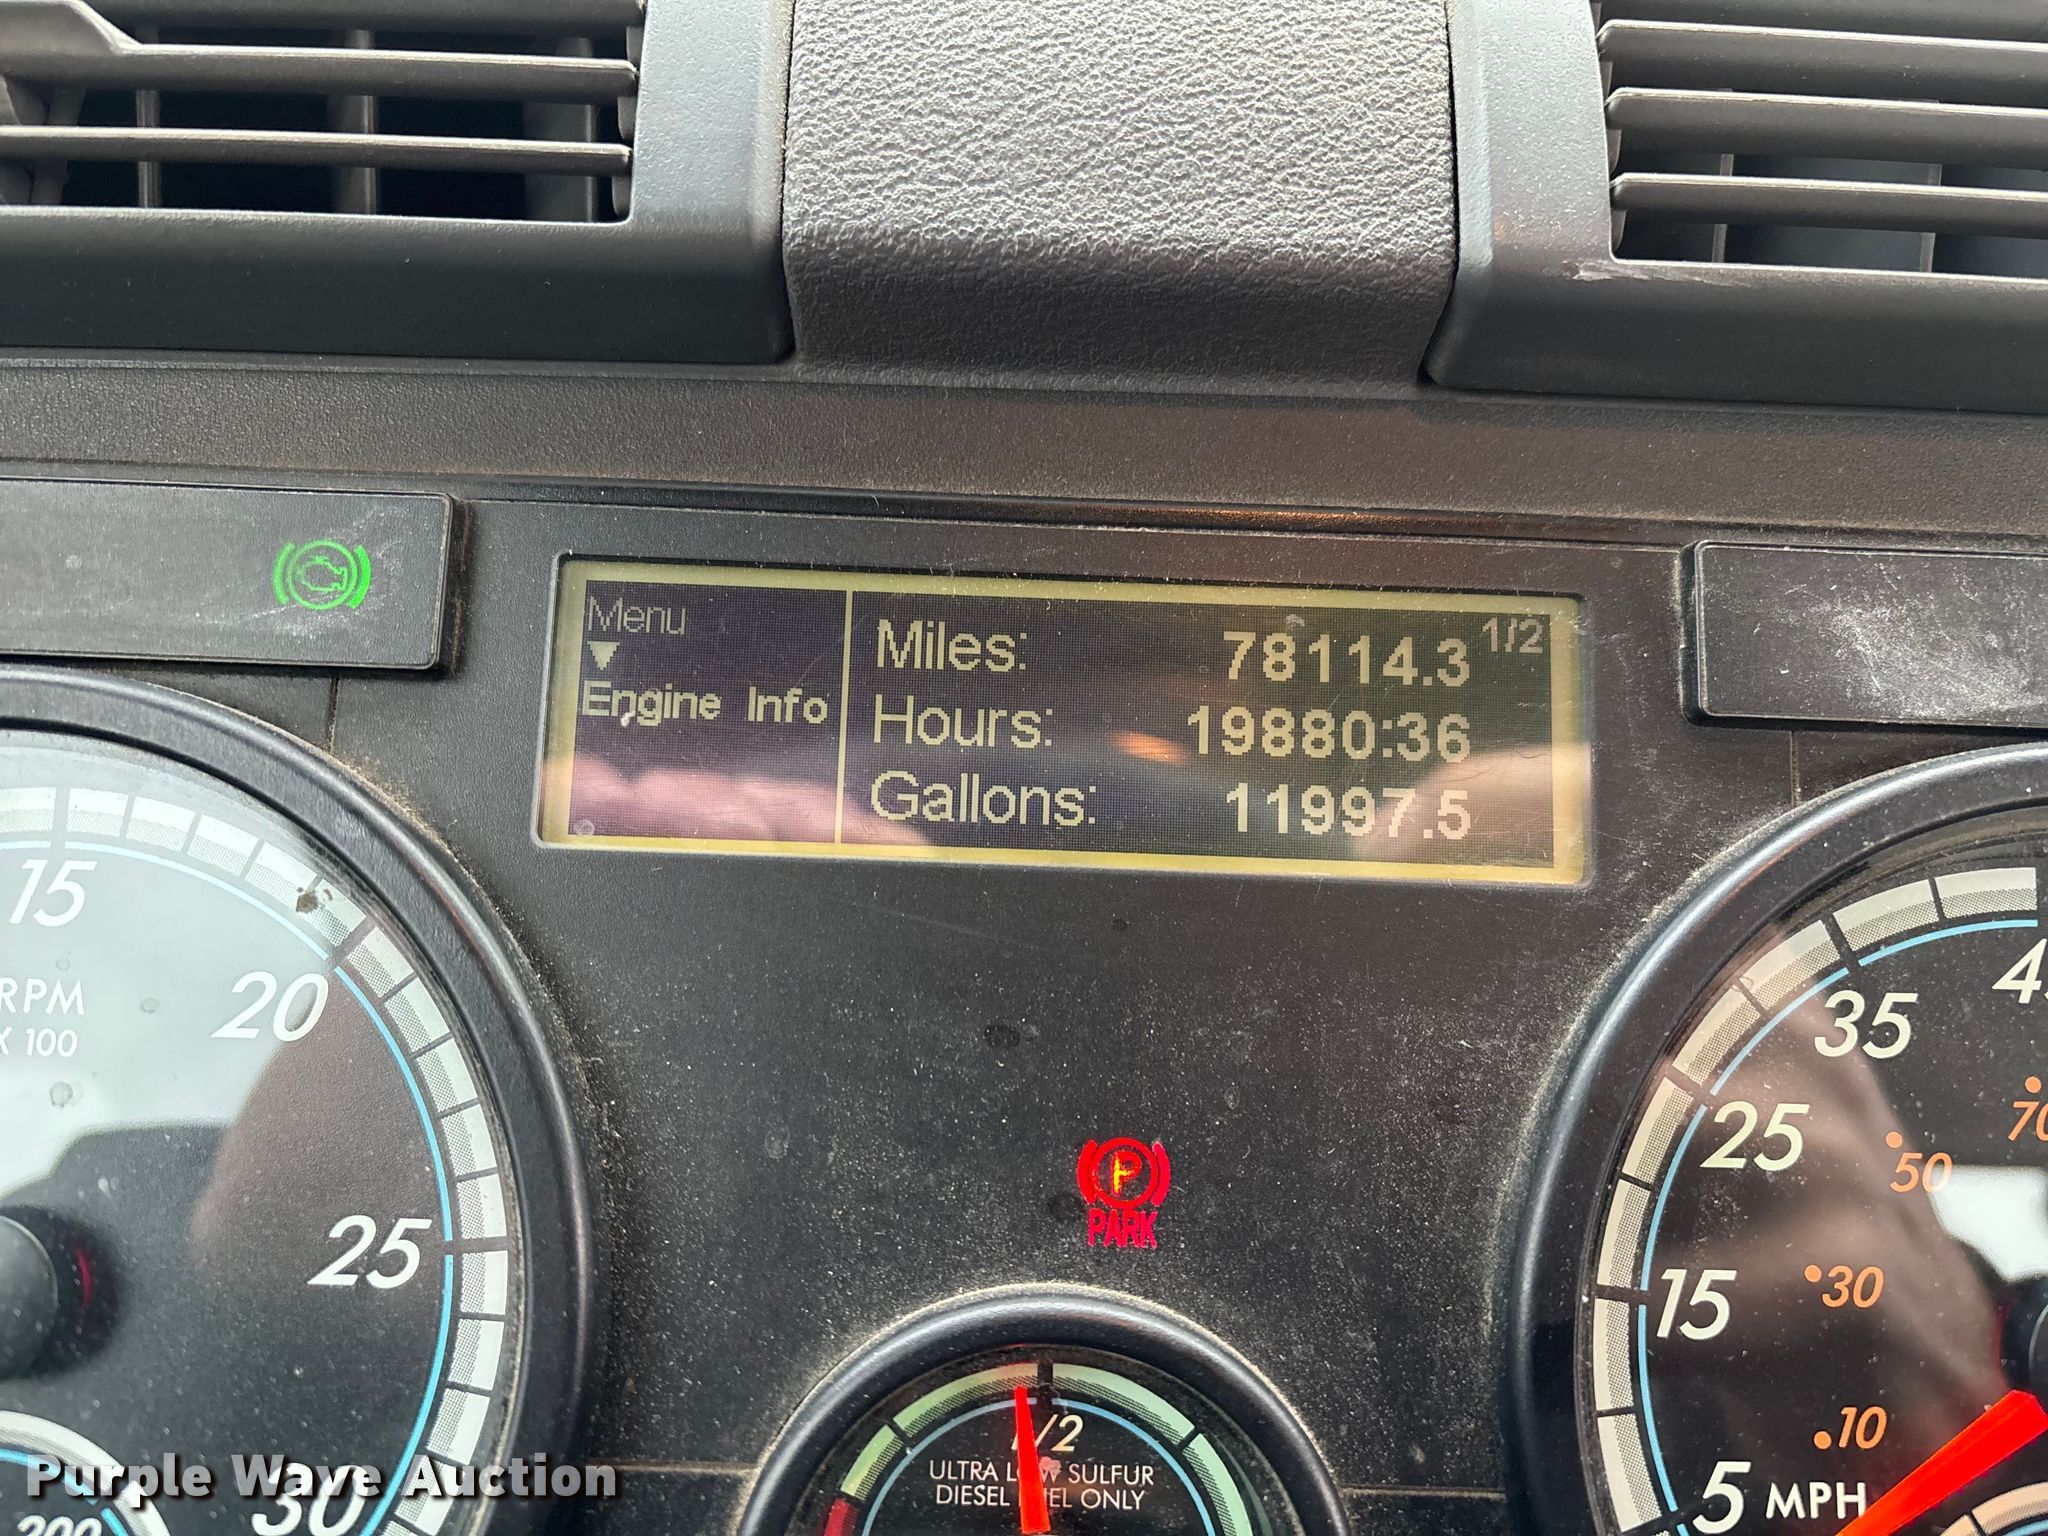 Menu
Engine Info
Miles: 78114.3 1/2
Hours: 19880:36
Gallons: 11997.5
15
20
25
30
RPM
X 100
200
P
PARK
1/2
ULTRA LOW SULFUR
DIESEL FUEL ONLY
35
25
15
5 MPH
70
50
30
10
Purple Wave Auction